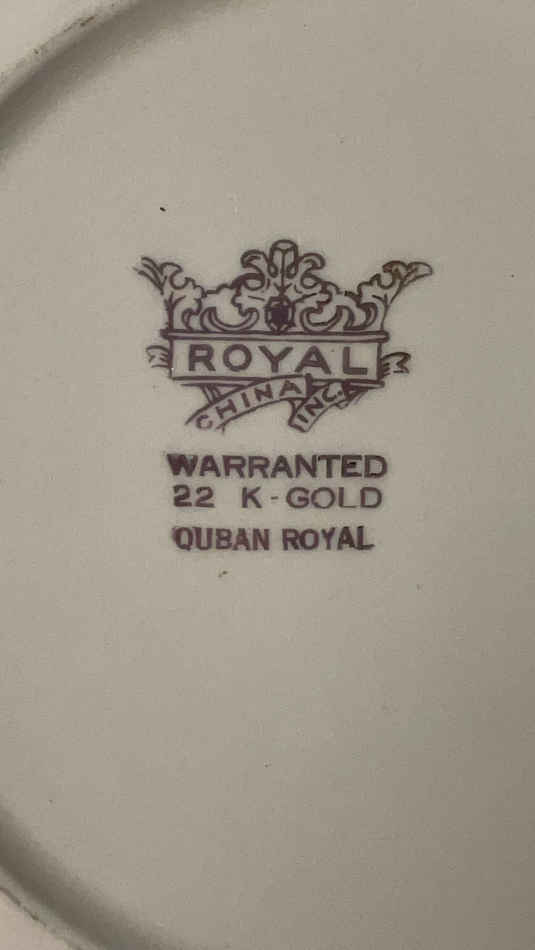 ROYAL
CHINA INC.
WARRANTED
22 K-GOLD
QUBAN ROYAL